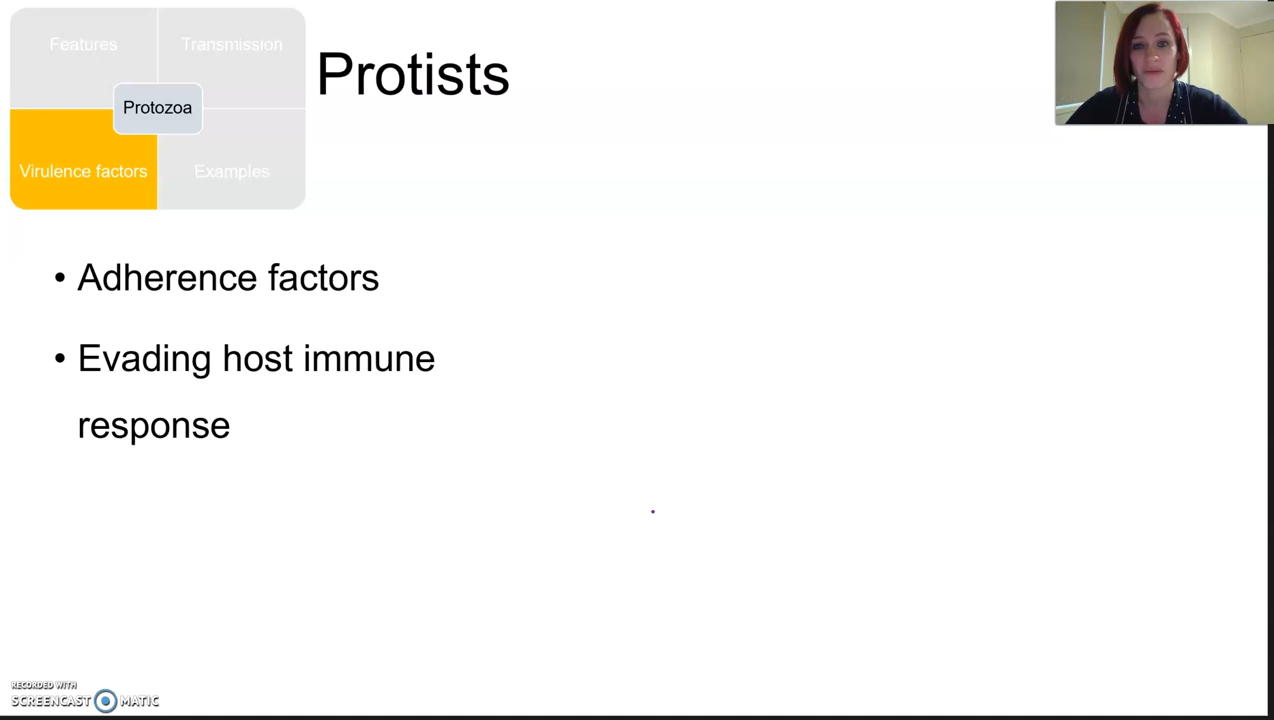 Features
Transmission
Protozoa
Virulence factors
Examples
Protists
• Adherence factors
• Evading host immune
response
RECORDED WITH
SCREENCAST MATIC